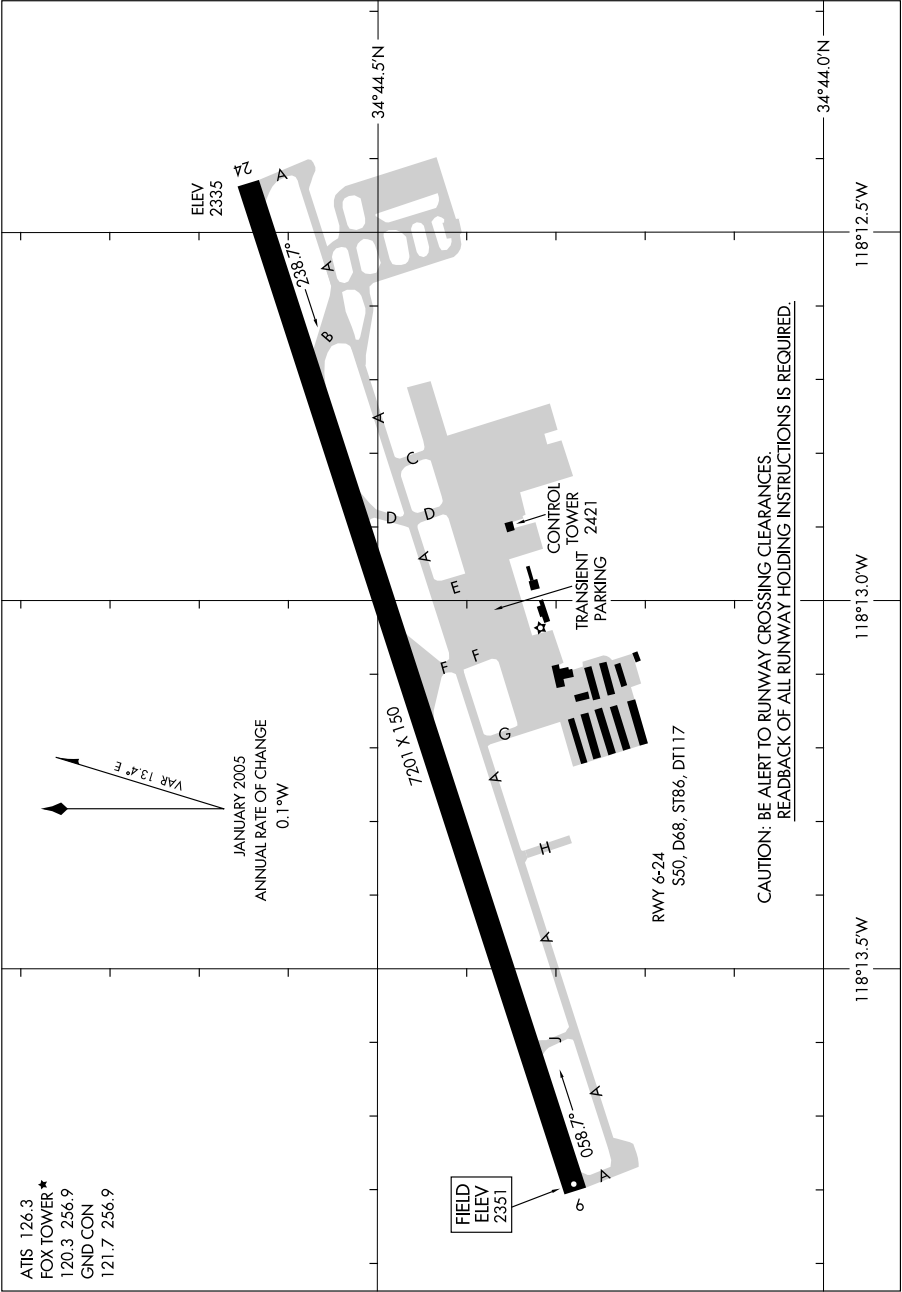 ATIS 126.3
FOX TOWER ★
120.3 256.9
GND CON
121.7 256.9
VAR 13.4° E
JANUARY 2005
ANNUAL RATE OF CHANGE
0.1°W
34°44.5'N
34°44.0'N
ELEV
2335
24
A
238.7°
A
B
A
C
D
D
A
E
F
F
G
A
H
A
J
A
A
7201 X 150
058.7°
6
FIELD
ELEV
2351
CONTROL
TOWER
2421
TRANSIENT
PARKING
RWY 6-24
S50, D68, ST86, DT117
CAUTION: BE ALERT TO RUNWAY CROSSING CLEARANCES.
READBACK OF ALL RUNWAY HOLDING INSTRUCTIONS IS REQUIRED.
118°13.5'W
118°13.0'W
118°12.5'W